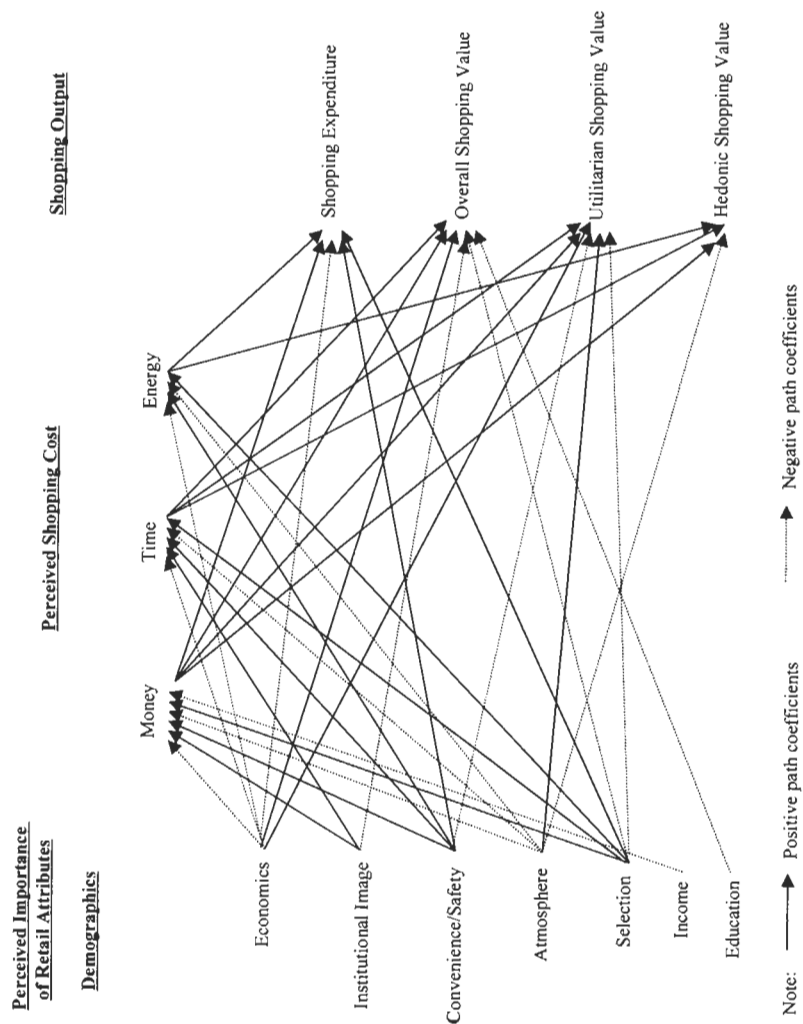 Perceived Importance
of Retail Attributes
Demographics
Perceived Shopping Cost
Shopping Output
Money
Time
Energy
Economics
Institutional Image
Convenience/Safety
Atmosphere
Selection
Income
Education
Shopping Expenditure
Overall Shopping Value
Utilitarian Shopping Value
Hedonic Shopping Value
Note:
Positive path coefficients
Negative path coefficients